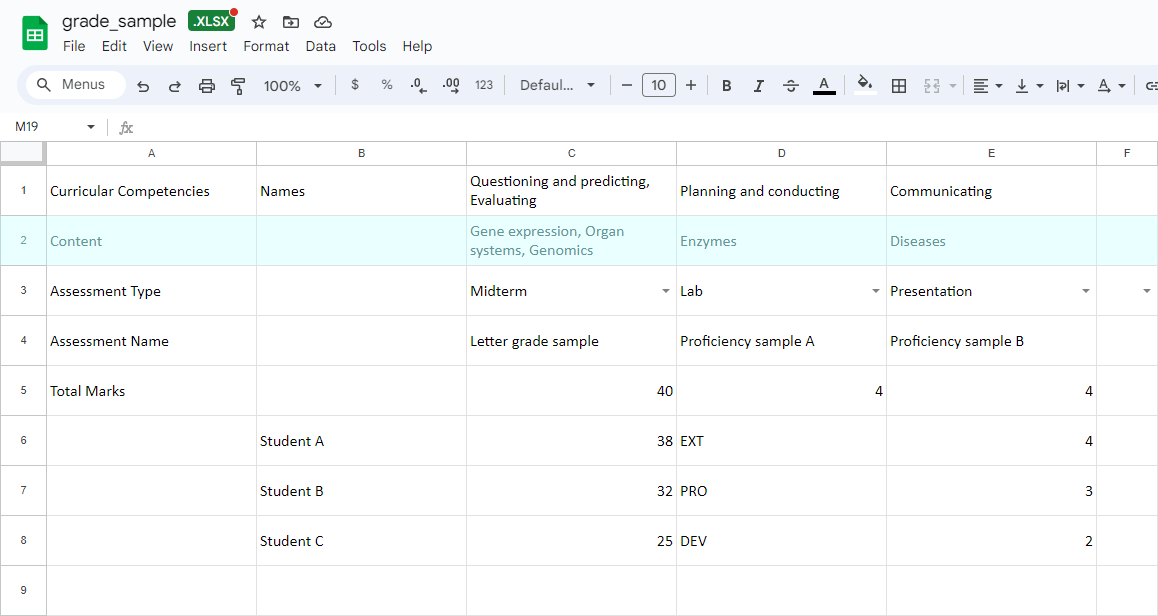 grade_sample .XLSX
File Edit View Insert Format Data Tools Help
Menus 100% $ % .0 .00 123 Defaul... − 10 + B I S A A
M19 fx
A B C D E F
1 Curricular Competencies Names Questioning and predicting, Evaluating Planning and conducting Communicating
2 Content Gene expression, Organ systems, Genomics Enzymes Diseases
3 Assessment Type Midterm Lab Presentation
4 Assessment Name Letter grade sample Proficiency sample A Proficiency sample B
5 Total Marks 40 4 4
6 Student A 38 EXT 4
7 Student B 32 PRO 3
8 Student C 25 DEV 2
9